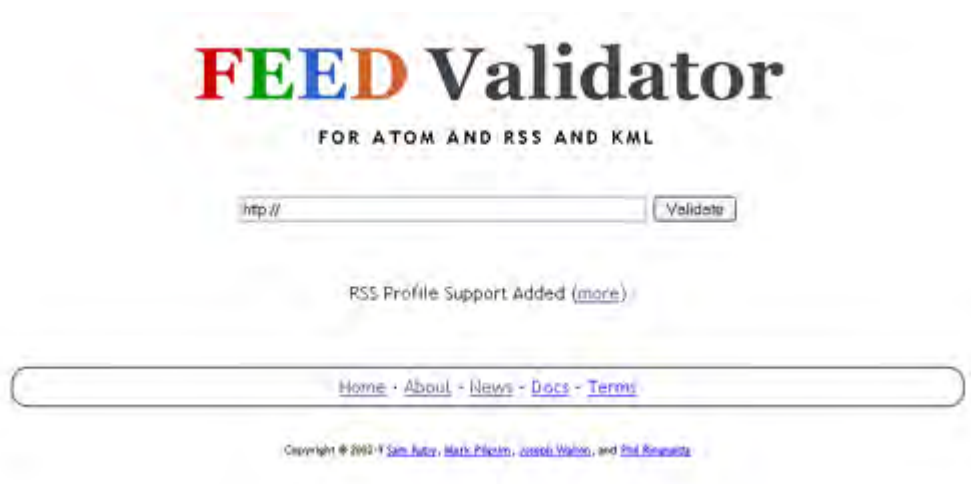 FEED Validator
FOR ATOM AND RSS AND KML
http://
Validate
RSS Profile Support Added (more)
Home - About - News - Docs - Terms
Copyright © 2002-9 Sam Ruby, Mark Pilgrim, Joseph Walton, and Phil Ringnalda